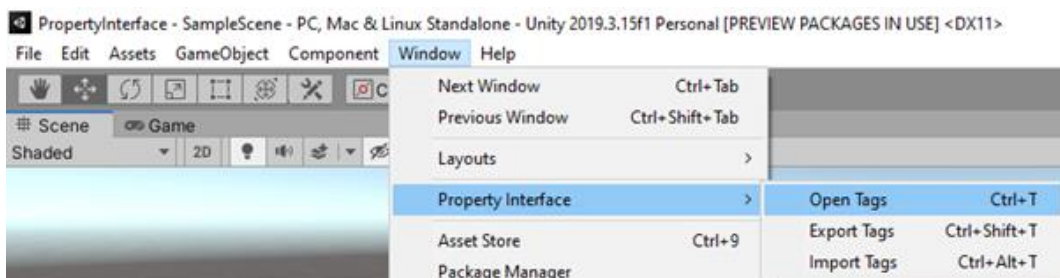 PropertyInterface - SampleScene - PC, Mac & Linux Standalone - Unity 2019.3.15f1 Personal [PREVIEW PACKAGES IN USE] <DX11>
File Edit Assets GameObject Component Window Help
C
Next Window Ctrl+Tab
Previous Window Ctrl+Shift+Tab
Scene Game
Shaded 2D
Layouts >
Property Interface >
Open Tags Ctrl+T
Export Tags Ctrl+Shift+T
Import Tags Ctrl+Alt+T
Asset Store Ctrl+9
Package Manager